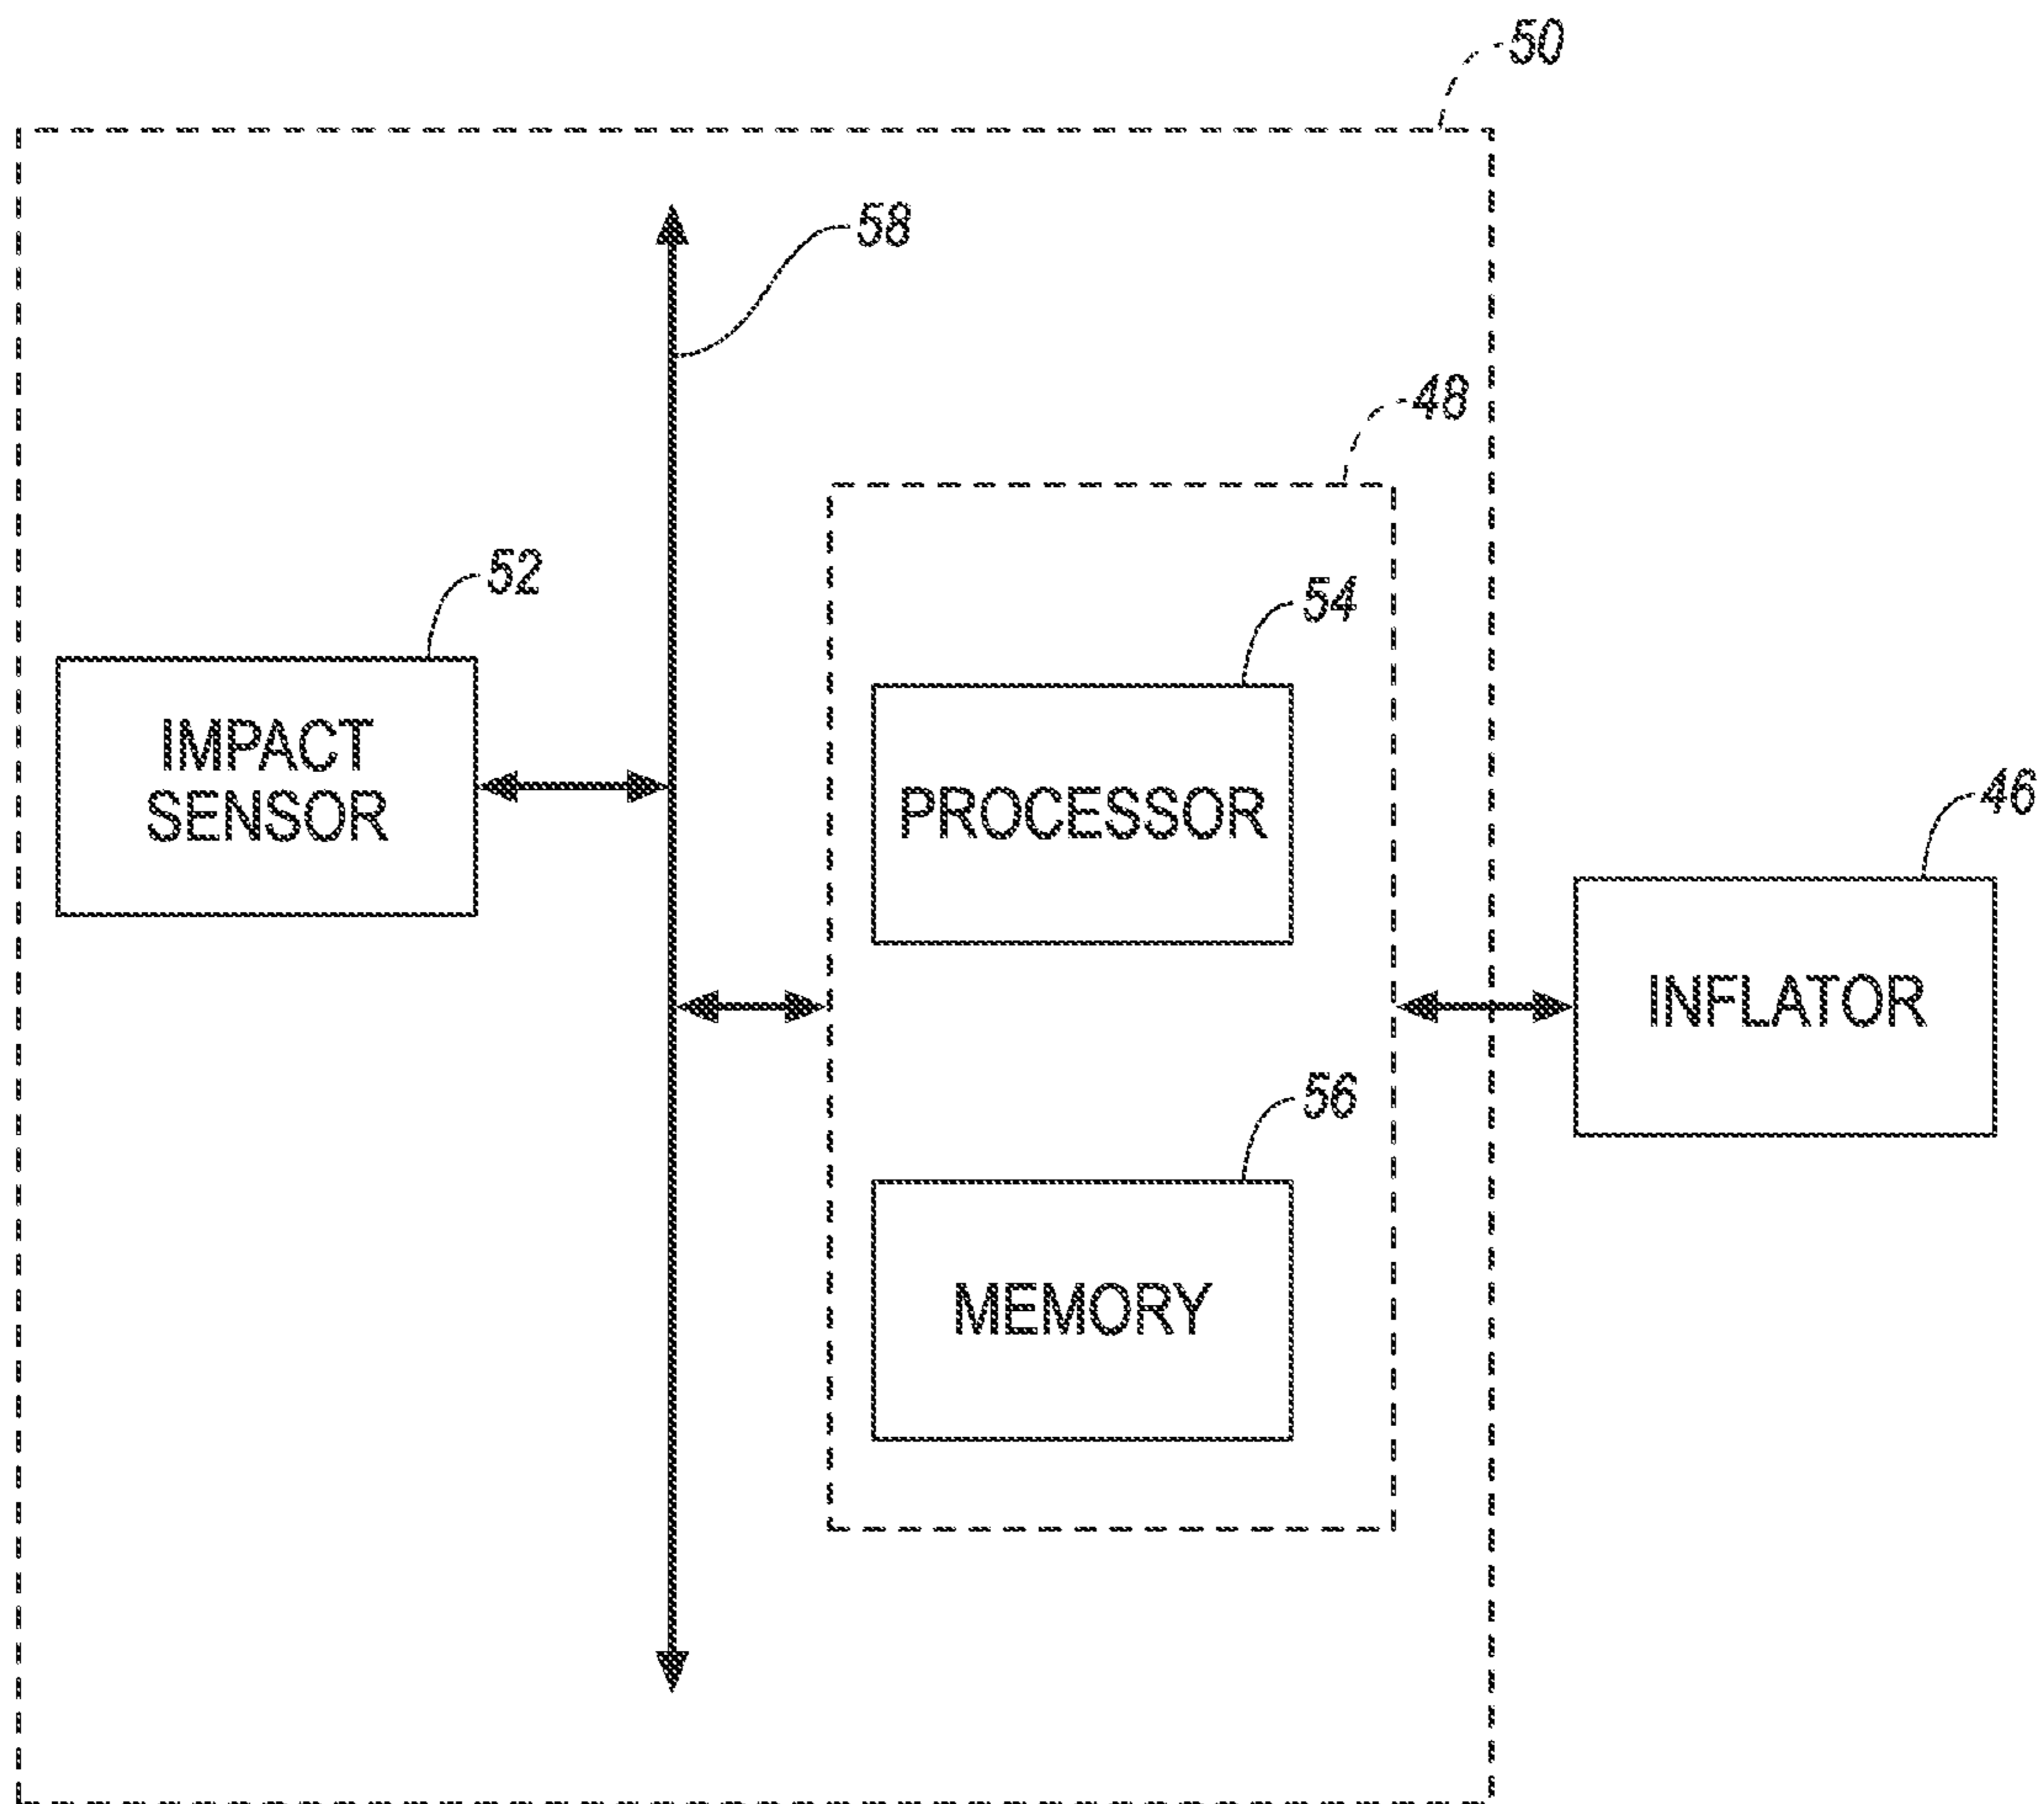 50
58
48
52
54
IMPACT
SENSOR
PROCESSOR
46
INFLATOR
56
MEMORY